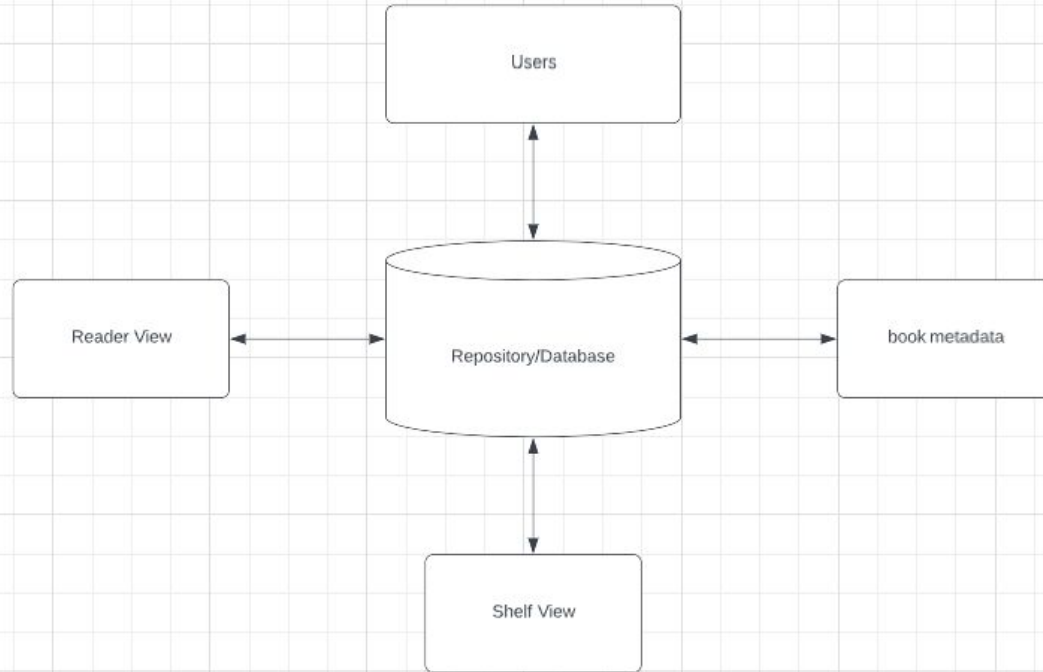 Users
Reader View
Repository/Database
book metadata
Shelf View